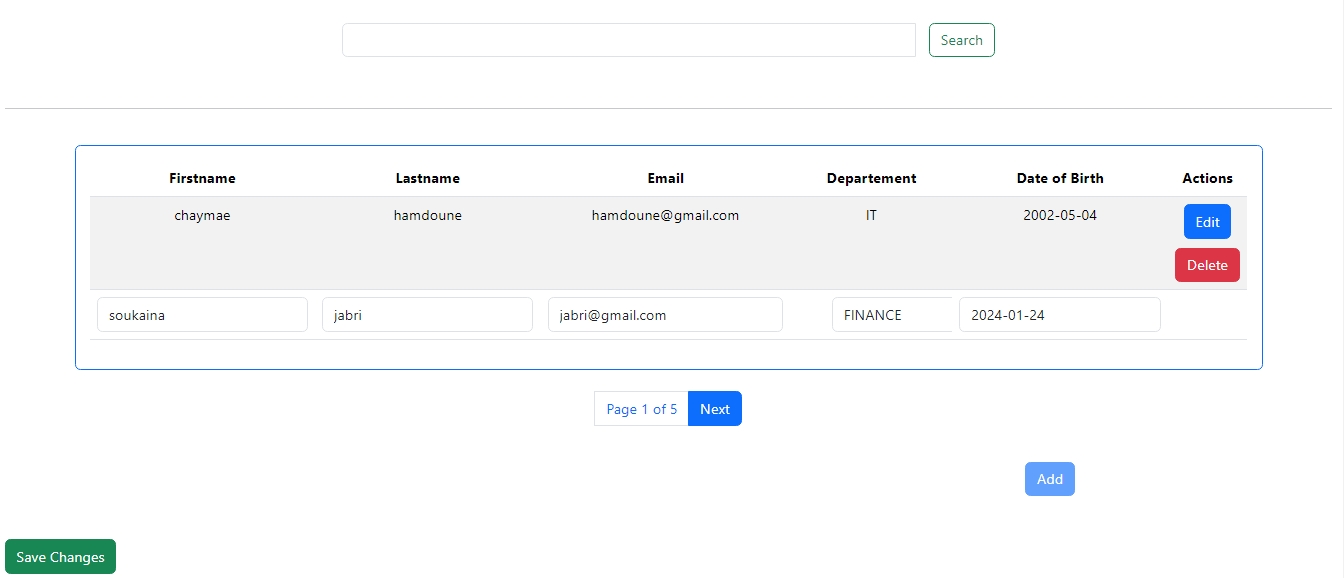 Search
Firstname Lastname Email Departement Date of Birth Actions
chaymae hamdoune hamdoune@gmail.com IT 2002-05-04 Edit
Delete
soukaina jabri jabri@gmail.com FINANCE 2024-01-24
Page 1 of 5 Next
Add
Save Changes